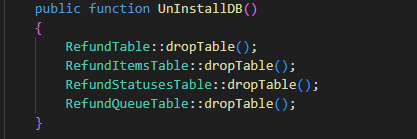 public function UnInstallDB()
{
RefundTable::dropTable();
RefundItemsTable::dropTable();
RefundStatusesTable::dropTable();
RefundQueueTable::dropTable();
}